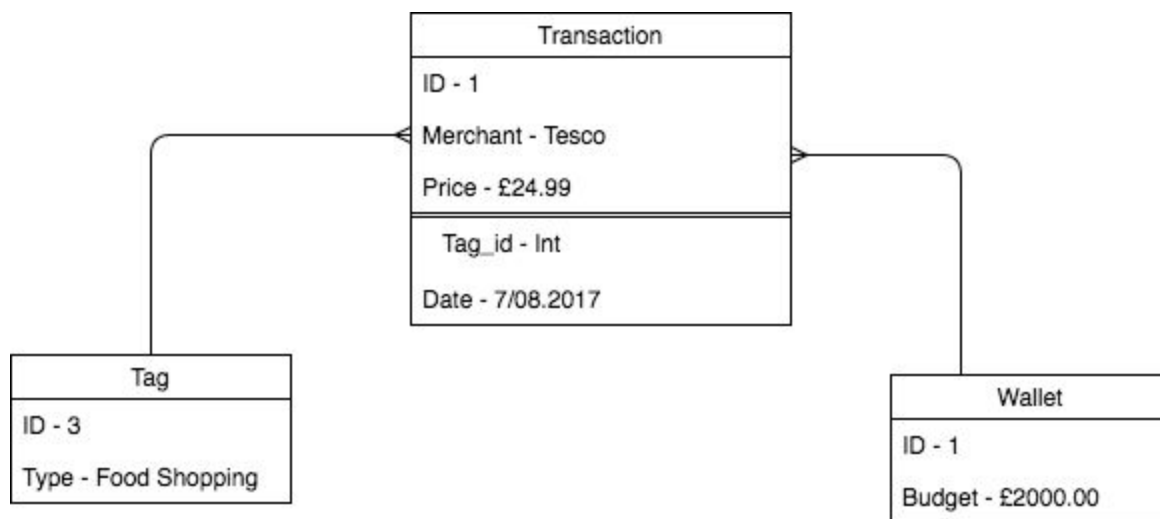 Transaction
ID - 1
Merchant - Tesco
Price - £24.99
Tag_id - Int
Date - 7/08.2017
Tag
ID - 3
Type - Food Shopping
Wallet
ID - 1
Budget - £2000.00